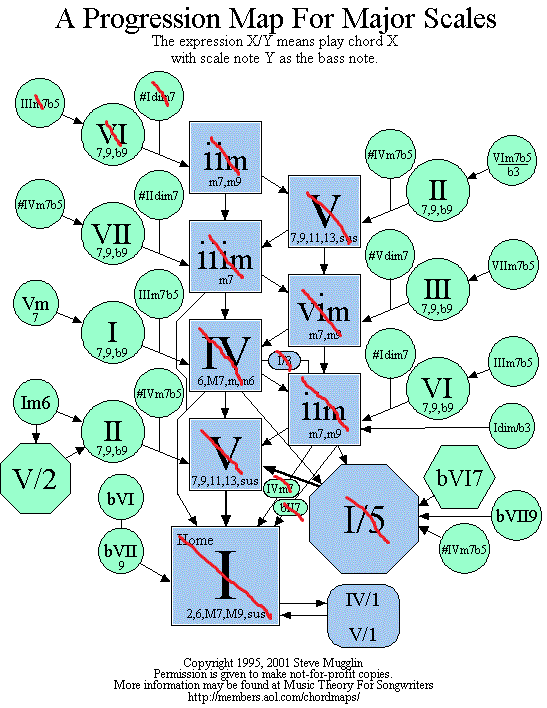 A Progression Map For Major Scales
The expression X/Y means play chord X
with scale note Y as the bass note.
IIIm7b5
#Idim7
VI
7,9,b9
iim
m7,m9
#IVm7b5
II
7,9,b9
VIm7b5
b3
V
7,9,11,13,sus
#IVm7b5
#IIdim7
VII
7,9,b9
iiim
m7
#Vdim7
VIIm7b5
III
7,9,b9
vim
m7,m9
Vm
7
IIIm7b5
I
7,9,b9
IV
6,M7,m,m6
I/3
#Idim7
IIIm7b5
VI
7,9,b9
iim
m7,m9
Im6
#IVm7b5
II
7,9,b9
Idim/b3
V
7,9,11,13,sus
V/2
bVI
IVm7
bII7
bVI7
I/5
bVII9
bVII
9
#IVm7b5
Home
I
2,6,M7,M9,sus
IV/1
V/1
Copyright 1995, 2001 Steve Mugglin
Permission is given to make not-for-profit copies.
More information may be found at Music Theory For Songwriters
http://members.aol.com/chordmaps/